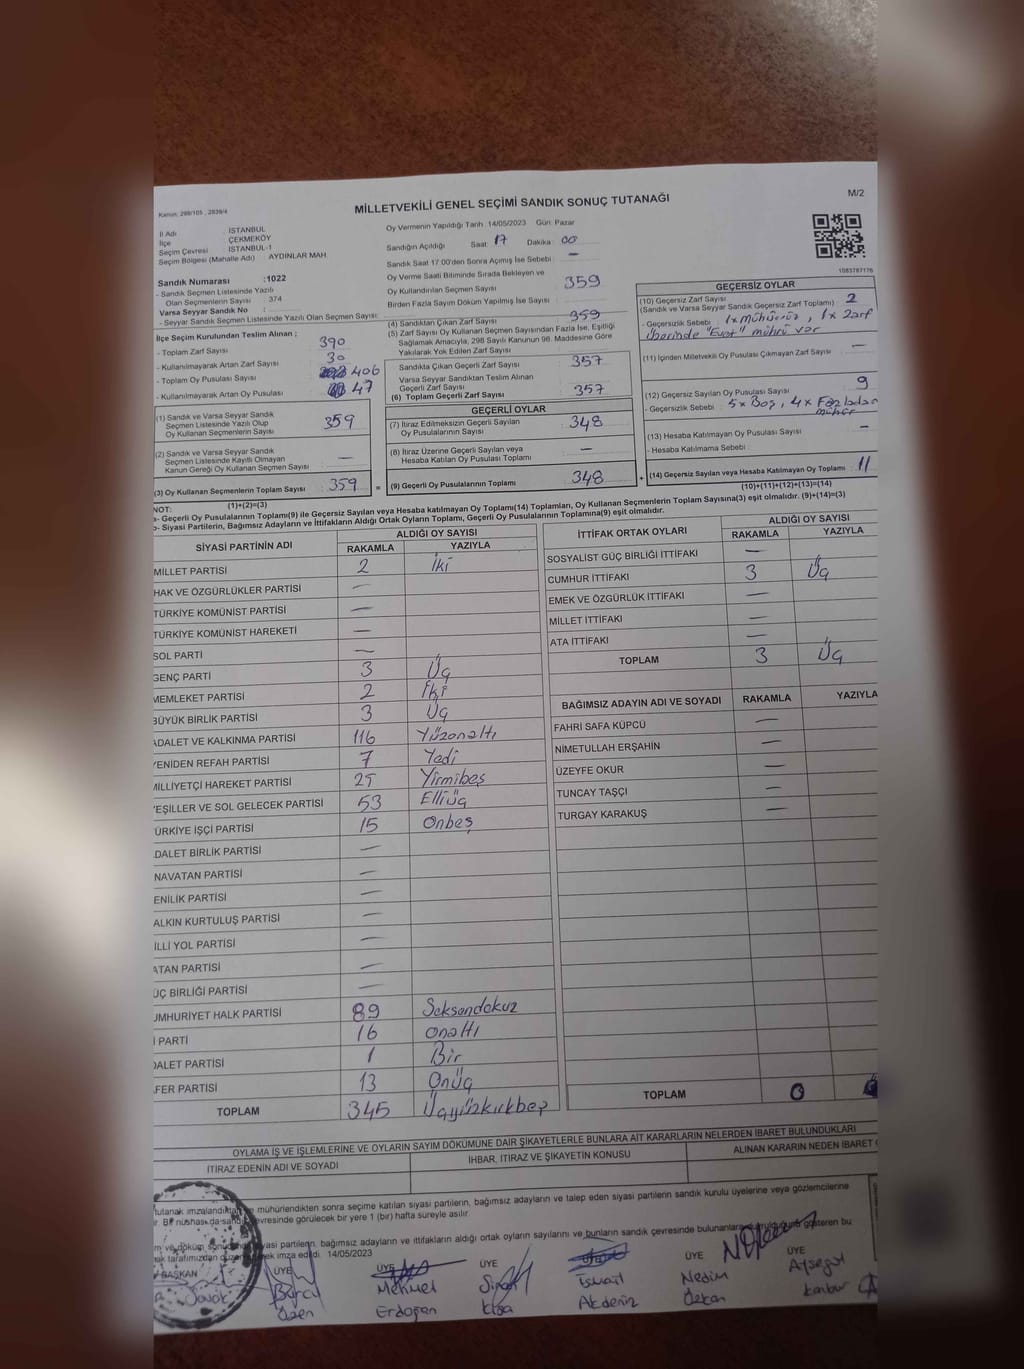 Kanun: 298/105 , 2839/4
MİLLETVEKİLİ GENEL SEÇİMİ SANDIK SONUÇ TUTANAĞI
M/2
İl Adı : İSTANBUL
İlçe : ÇEKMEKÖY
Seçim Çevresi : İSTANBUL-1
Seçim Bölgesi (Mahalle Adı) AYDINLAR MAH
Sandık Numarası :1022
- Sandık Seçmen Listesinde Yazılı
Olan Seçmenlerin Sayısı : 374
Varsa Seyyar Sandık No :
- Seyyar Sandık Seçmen Listesinde Yazılı Olan Seçmen Sayısı:
Oy Vermenin Yapıldığı Tarih :14/05/2023 Gün: Pazar
Sandığın Açıldığı Saat: 17 Dakika: 00
Sandık Saat 17.00'den Sonra Açımış İse Sebebi : —
Oy Verme Saati Bitiminde Sırada Bekleyen ve
Oy Kullandırılan Seçmen Sayısı : 359
Birden Fazla Sayım Döküm Yapılmış İse Sayısı :
1083787176
İlçe Seçim Kurulundan Teslim Alınan :
- Toplam Zarf Sayısı : 390
- Kullanılmayarak Artan Zarf Sayısı : 30
- Toplam Oy Pusulası Sayısı : 406
- Kullanılmayarak Artan Oy Pusulası : 47
(1) Sandık ve Varsa Seyyar Sandık
Seçmen Listesinde Yazılı Olup
Oy Kullanan Seçmenlerin Sayısı : 359
(2) Sandık ve Varsa Seyyar Sandık
Seçmen Listesinde Kayıtlı Olmayan
Kanun Gereği Oy Kullanan Seçmen Sayısı : —
(3) Oy Kullanan Seçmenlerin Toplam Sayısı : 359
(1)+(2)=(3)
(4) Sandıktan Çıkan Zarf Sayısı : 359
(5) Zarf Sayısı Oy Kullanan Seçmen Sayısından Fazla İse, Eşitliği
Sağlamak Amacıyla, 298 Sayılı Kanunun 98. Maddesine Göre
Yakılarak Yok Edilen Zarf Sayısı :
Sandıkta Çıkan Geçerli Zarf Sayısı : 357
Varsa Seyyar Sandıktan Teslim Alınan
Geçerli Zarf Sayısı :
(6) Toplam Geçerli Zarf Sayısı : 357
GEÇERLİ OYLAR
(7) İtiraz Edilmeksizin Geçerli Sayılan
Oy Pusulalarının Sayısı : 348
(8) İtiraz Üzerine Geçerli Sayılan veya
Hesaba Katılan Oy Pusulası Toplamı : —
= (9) Geçerli Oy Pusulalarının Toplamı : 348
GEÇERSİZ OYLAR
(10) Geçersiz Zarf Sayısı : 2
(Sandık ve Varsa Seyyar Sandık Geçersiz Zarf Toplamı)
- Geçersizlik Sebebi : 1x mühürsüz, 1x Zarf
üzerinde "Evet" mührü var
(11) İçinden Milletvekili Oy Pusulası Çıkmayan Zarf Sayısı : —
(12) Geçersiz Sayılan Oy Pusulası Sayısı : 9
- Geçersizlik Sebebi : 5x Boş, 4x Fazladan
mühür
(13) Hesaba Katılmayan Oy Pusulası Sayısı : —
- Hesaba Katılmama Sebebi :
+ (14) Geçersiz Sayılan veya Hesaba Katılmayan Oy Toplamı : 11
(10)+(11)+(12)+(13)=(14)
NOT:
a- Geçerli Oy Pusulalarının Toplamı(9) ile Geçersiz Sayılan veya Hesaba katılmayan Oy Toplamı(14) Toplamları, Oy Kullanan Seçmenlerin Toplam Sayısına(3) eşit olmalıdır. (9)+(14)=(3)
b- Siyasi Partilerin, Bağımsız Adayların ve İttifakların Aldığı Ortak Oyların Toplamı, Geçerli Oy Pusulalarının Toplamına(9) eşit olmalıdır.
SİYASİ PARTİNİN ADI ALDIĞI OY SAYISI
RAKAMLA YAZIYLA
MİLLET PARTİSİ 2 İki
HAK VE ÖZGÜRLÜKLER PARTİSİ —
TÜRKİYE KOMÜNİST PARTİSİ —
TÜRKİYE KOMÜNİST HAREKETİ —
SOL PARTİ —
GENÇ PARTİ 3 Üç
MEMLEKET PARTİSİ 2 İki
BÜYÜK BİRLİK PARTİSİ 3 Üç
ADALET VE KALKINMA PARTİSİ 116 Yüzonaltı
YENİDEN REFAH PARTİSİ 7 Yedi
MİLLİYETÇİ HAREKET PARTİSİ 25 Yirmibeş
YEŞİLLER VE SOL GELECEK PARTİSİ 53 Elliüç
ÜRKİYE İŞÇİ PARTİSİ 15 Onbeş
DALET BİRLİK PARTİSİ —
NAVATAN PARTİSİ —
ENİLİK PARTİSİ —
ALKIN KURTULUŞ PARTİSİ —
İLLİ YOL PARTİSİ —
ATAN PARTİSİ —
ÜÇ BİRLİĞİ PARTİSİ —
UMHURİYET HALK PARTİSİ 89 Seksendokuz
İ PARTİ 16 Onaltı
DALET PARTİSİ 1 Bir
FER PARTİSİ 13 Onüç
TOPLAM 345 Üçyüzkırkbeş
İTTİFAK ORTAK OYLARI ALDIĞI OY SAYISI
RAKAMLA YAZIYLA
SOSYALİST GÜÇ BİRLİĞİ İTTİFAKI —
CUMHUR İTTİFAKI 3 Üç
EMEK VE ÖZGÜRLÜK İTTİFAKI —
MİLLET İTTİFAKI —
ATA İTTİFAKI —
TOPLAM 3 Üç
BAĞIMSIZ ADAYIN ADI VE SOYADI RAKAMLA YAZIYLA
FAHRİ SAFA KÜPCÜ —
NİMETULLAH ERŞAHİN —
ÜZEYFE OKUR —
TUNCAY TAŞÇI —
TURGAY KARAKUŞ —
TOPLAM 0
OYLAMA İŞ VE İŞLEMLERİNE VE OYLARIN SAYIM DÖKÜMÜNE DAİR ŞİKAYETLERLE BUNLARA AİT KARARLARIN NELERDEN İBARET BULUNDUKLARI
İTİRAZ EDENİN ADI VE SOYADI İHBAR, İTİRAZ VE ŞİKAYETİN KONUSU ALINAN KARARIN NEDEN İBARET
tutanak imzalandıktan ve mühürlendikten sonra seçime katılan siyasi partilerin, bağımsız adayların ve talep eden siyasi partilerin sandık kurulu üyelerine veya gözlemcilerine
r. Bir nüshası da sandık çevresinde görülecek bir yere 1 (bir) hafta süreyle asılır.
m ve döküm sonucunda siyasi partilerin, bağımsız adayların ve ittifakların aldığı ortak oyların sayılarını ve bunların sandık çevresinde bulunanlara duyurulduğunu gösteren bu
tarafımızdan imza edildi. 14/05/2023
BAŞKAN ÜYE ÜYE ÜYE ÜYE ÜYE
Burcu Özen
Mehmet Erdoğan
Sinan
İsmail Akdeniz
Nedim Özkan
Ayşegül